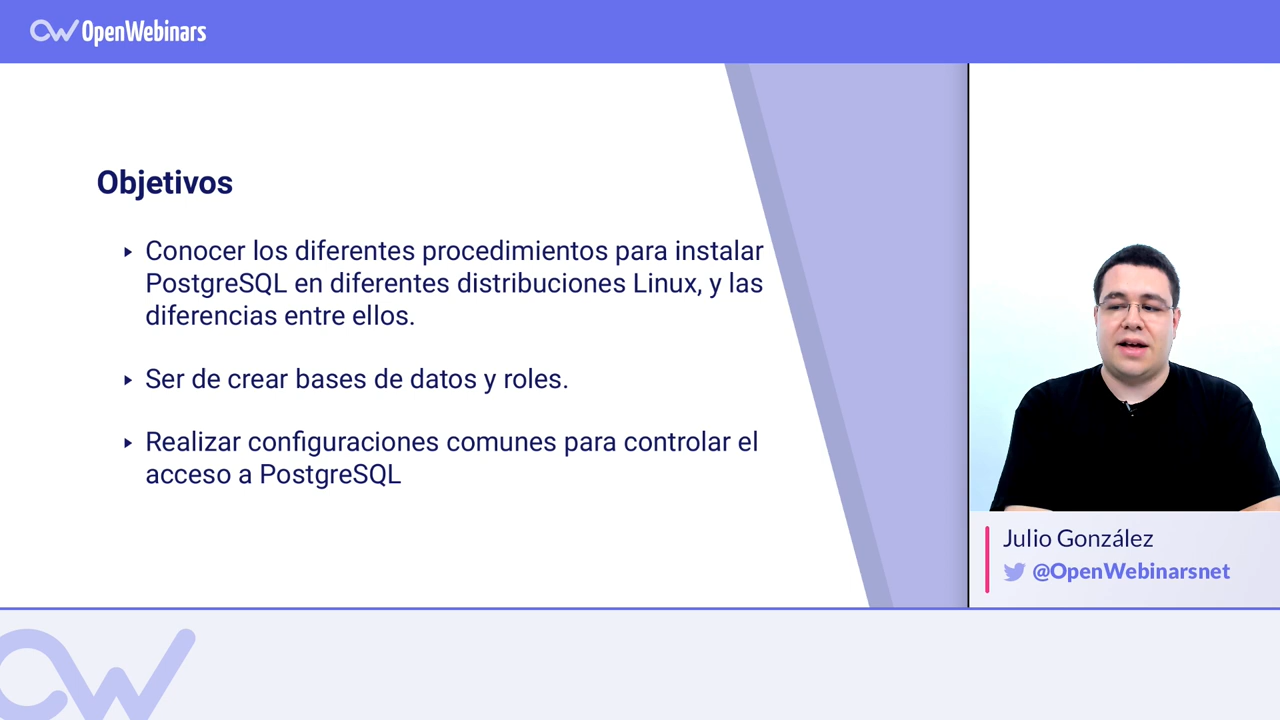 OpenWebinars
Objetivos
Conocer los diferentes procedimientos para instalar
PostgreSQL en diferentes distribuciones Linux, y las
diferencias entre ellos.
Ser de crear bases de datos y roles.
Realizar configuraciones comunes para controlar el
acceso a PostgreSQL
Julio González
@OpenWebinarsnet